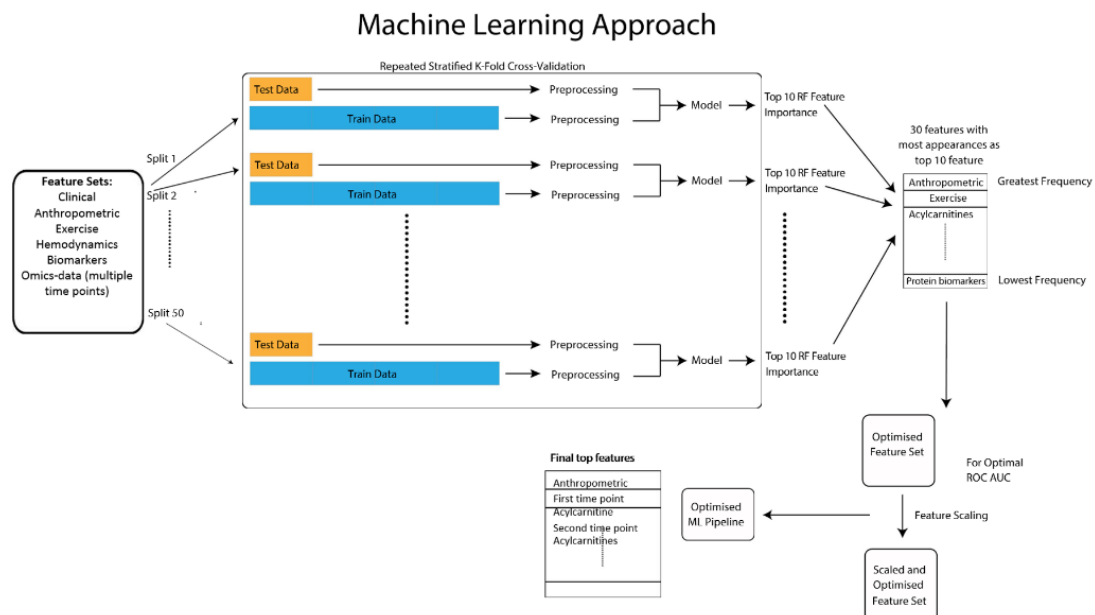 Machine Learning Approach
Repeated Stratified K-Fold Cross-Validation
Feature Sets:
Clinical
Anthropometric
Exercise
Hemodynamics
Biomarkers
Omics-data (multiple
time points)
Split 1
Split 2
Split 50
Test Data
Preprocessing
Train Data
Preprocessing
Model
Top 10 RF Feature
Importance
Test Data
Preprocessing
Train Data
Preprocessing
Model
Top 10 RF Feature
Importance
Test Data
Preprocessing
Train Data
Preprocessing
Model
Top 10 RF Feature
Importance
30 features with
most appearances as
top 10 feature
Anthropometric
Greatest Frequency
Exercise
Acylcarnitines
Protein biomarkers
Lowest Frequency
Optimised
Feature Set
For Optimal
ROC AUC
Feature Scaling
Scaled and
Optimised
Feature Set
Optimised
ML Pipeline
Final top features
Anthropometric
First time point
Acylcarnitine
Second time point
Acylcarnitines